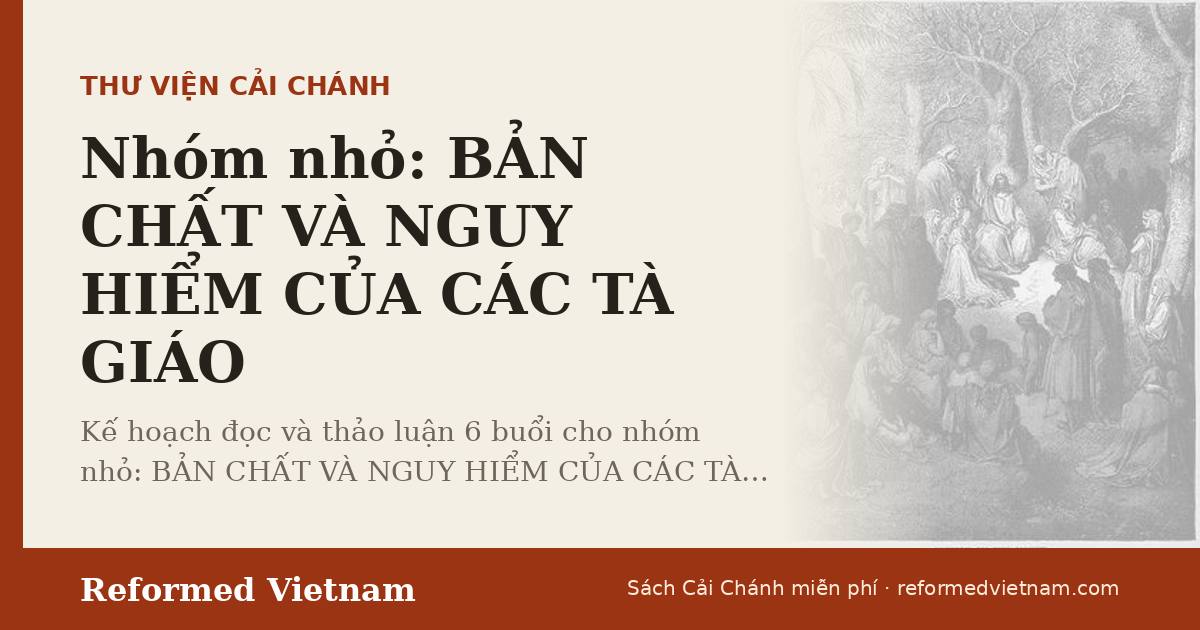 THƯ VIỆN CẢI CHÁNH
Nhóm nhỏ: BẢN
CHẤT VÀ NGUY
HIỂM CỦA CÁC TÀ
GIÁO
Kế hoạch đọc và thảo luận 6 buổi cho nhóm
nhỏ: BẢN CHẤT VÀ NGUY HIỂM CỦA CÁC TÀ...
Reformed Vietnam
Sách Cải Chánh miễn phí · reformedvietnam.com